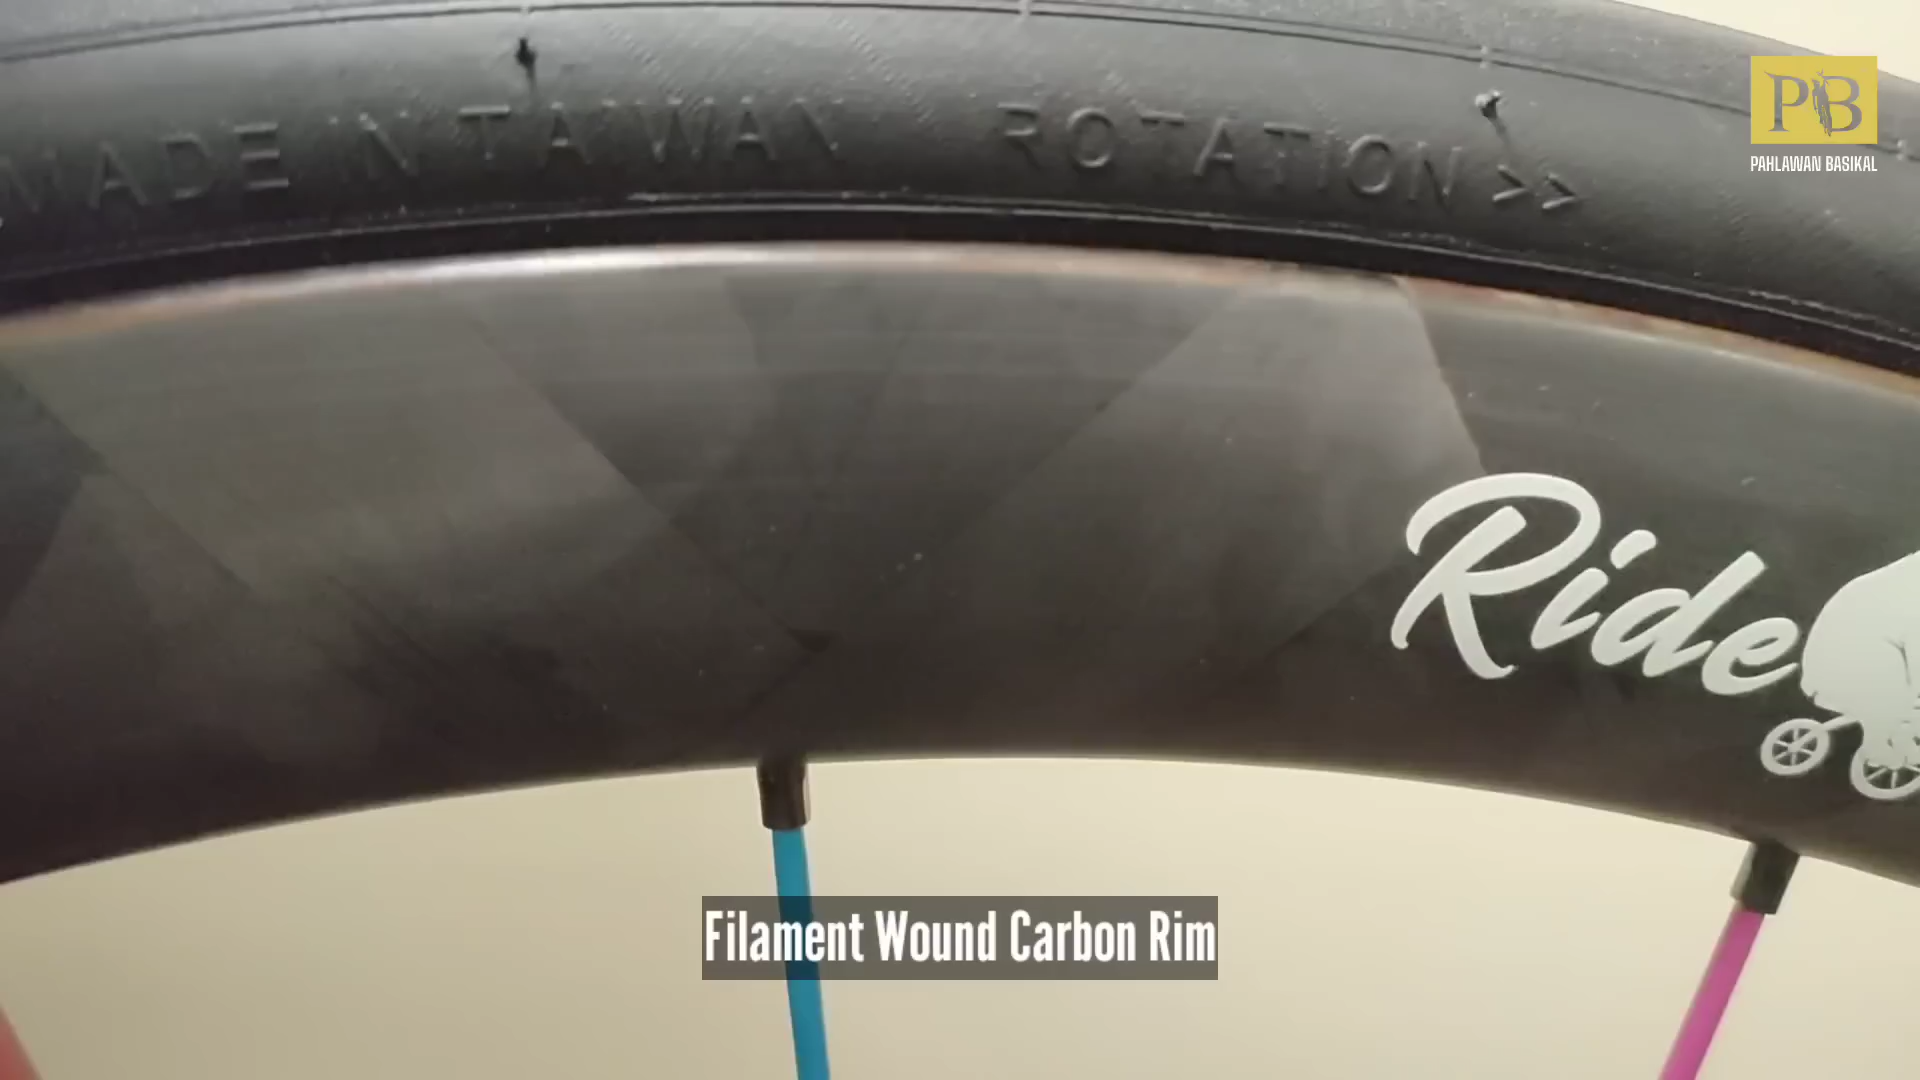 MADE IN TAIWAN ROTATION >>
PB
PAHLAWAN BASIKAL
Ride
Filament Wound Carbon Rim